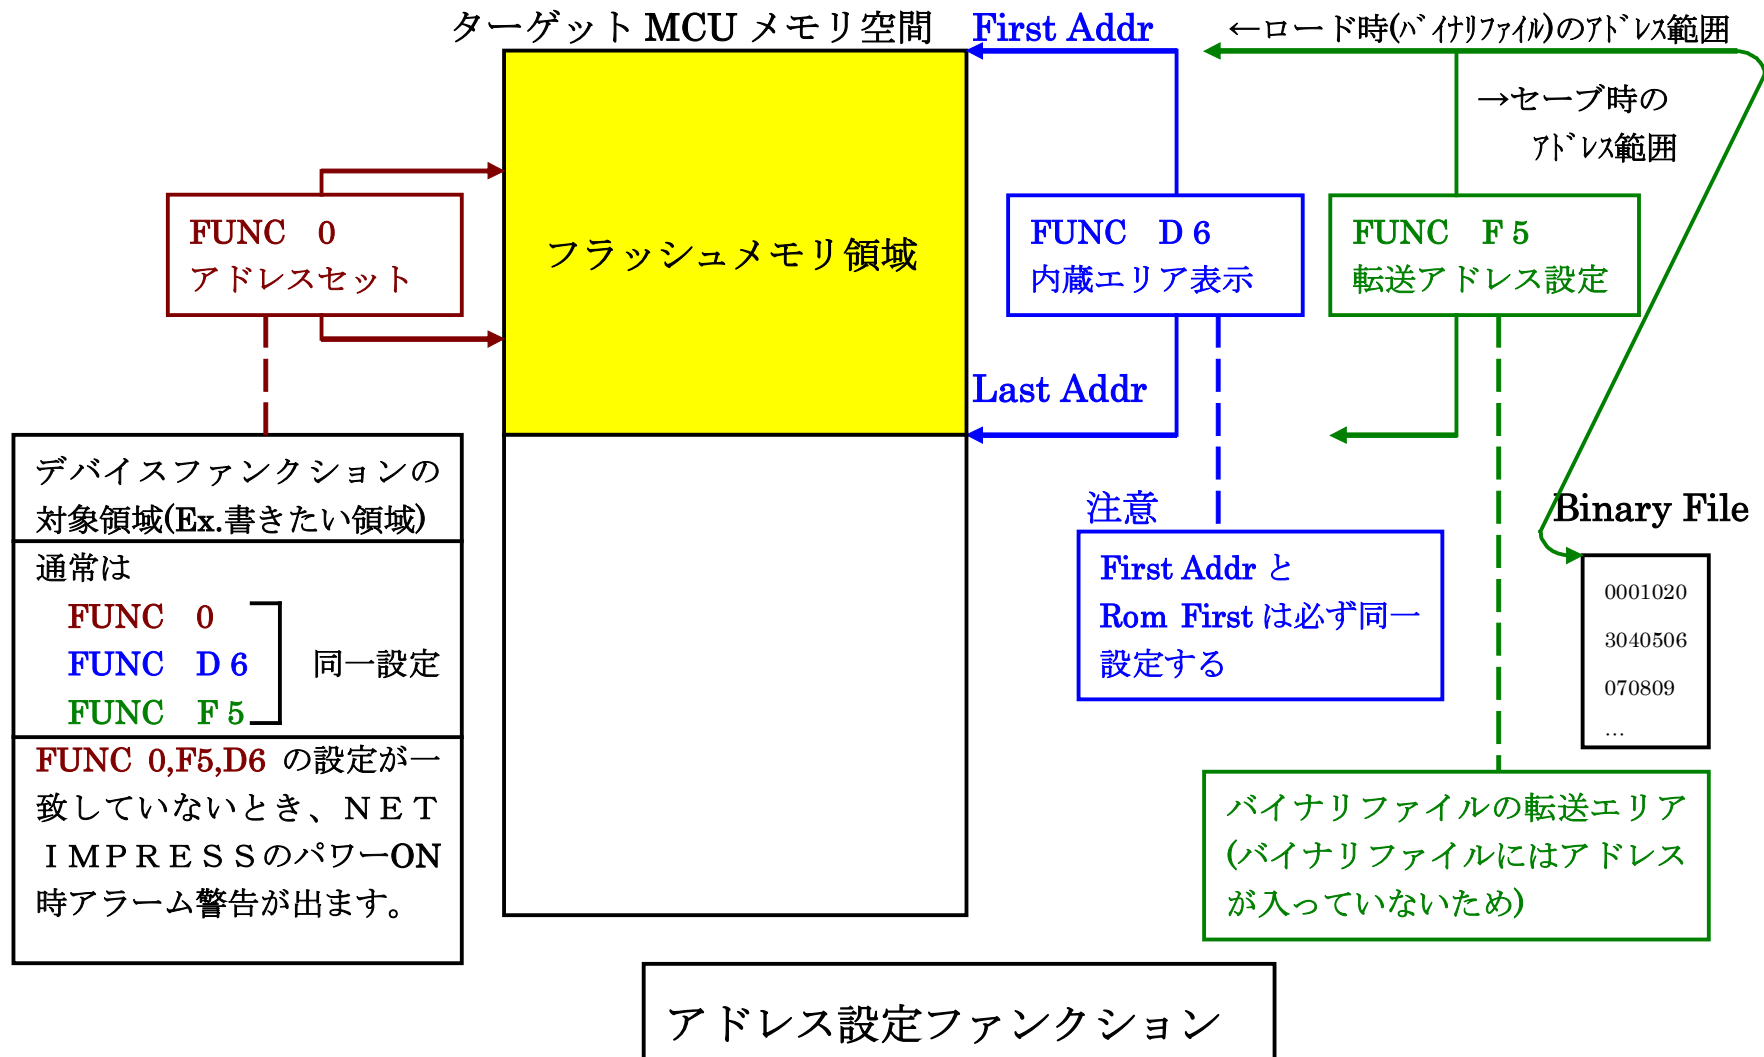 ターゲット MCU メモリ空間
First Addr
←ロード時(ﾊﾞｲﾅﾘﾌｧｲﾙ)のｱﾄﾞﾚｽ範囲
→セーブ時の
ｱﾄﾞﾚｽ範囲
FUNC 0
アドレスセット
フラッシュメモリ領域
FUNC D 6
内蔵エリア表示
FUNC F 5
転送アドレス設定
Last Addr
デバイスファンクションの
対象領域(Ex.書きたい領域)
通常は
FUNC 0
FUNC D 6
FUNC F 5
同一設定
FUNC 0,F5,D6 の設定が一
致していないとき、ＮＥＴ
ＩＭＰＲＥＳＳのパワーON
時アラーム警告が出ます。
注意
First Addr と
Rom First は必ず同一
設定する
Binary File
0001020
3040506
070809
…
バイナリファイルの転送エリア
(バイナリファイルにはアドレス
が入っていないため)
アドレス設定ファンクション